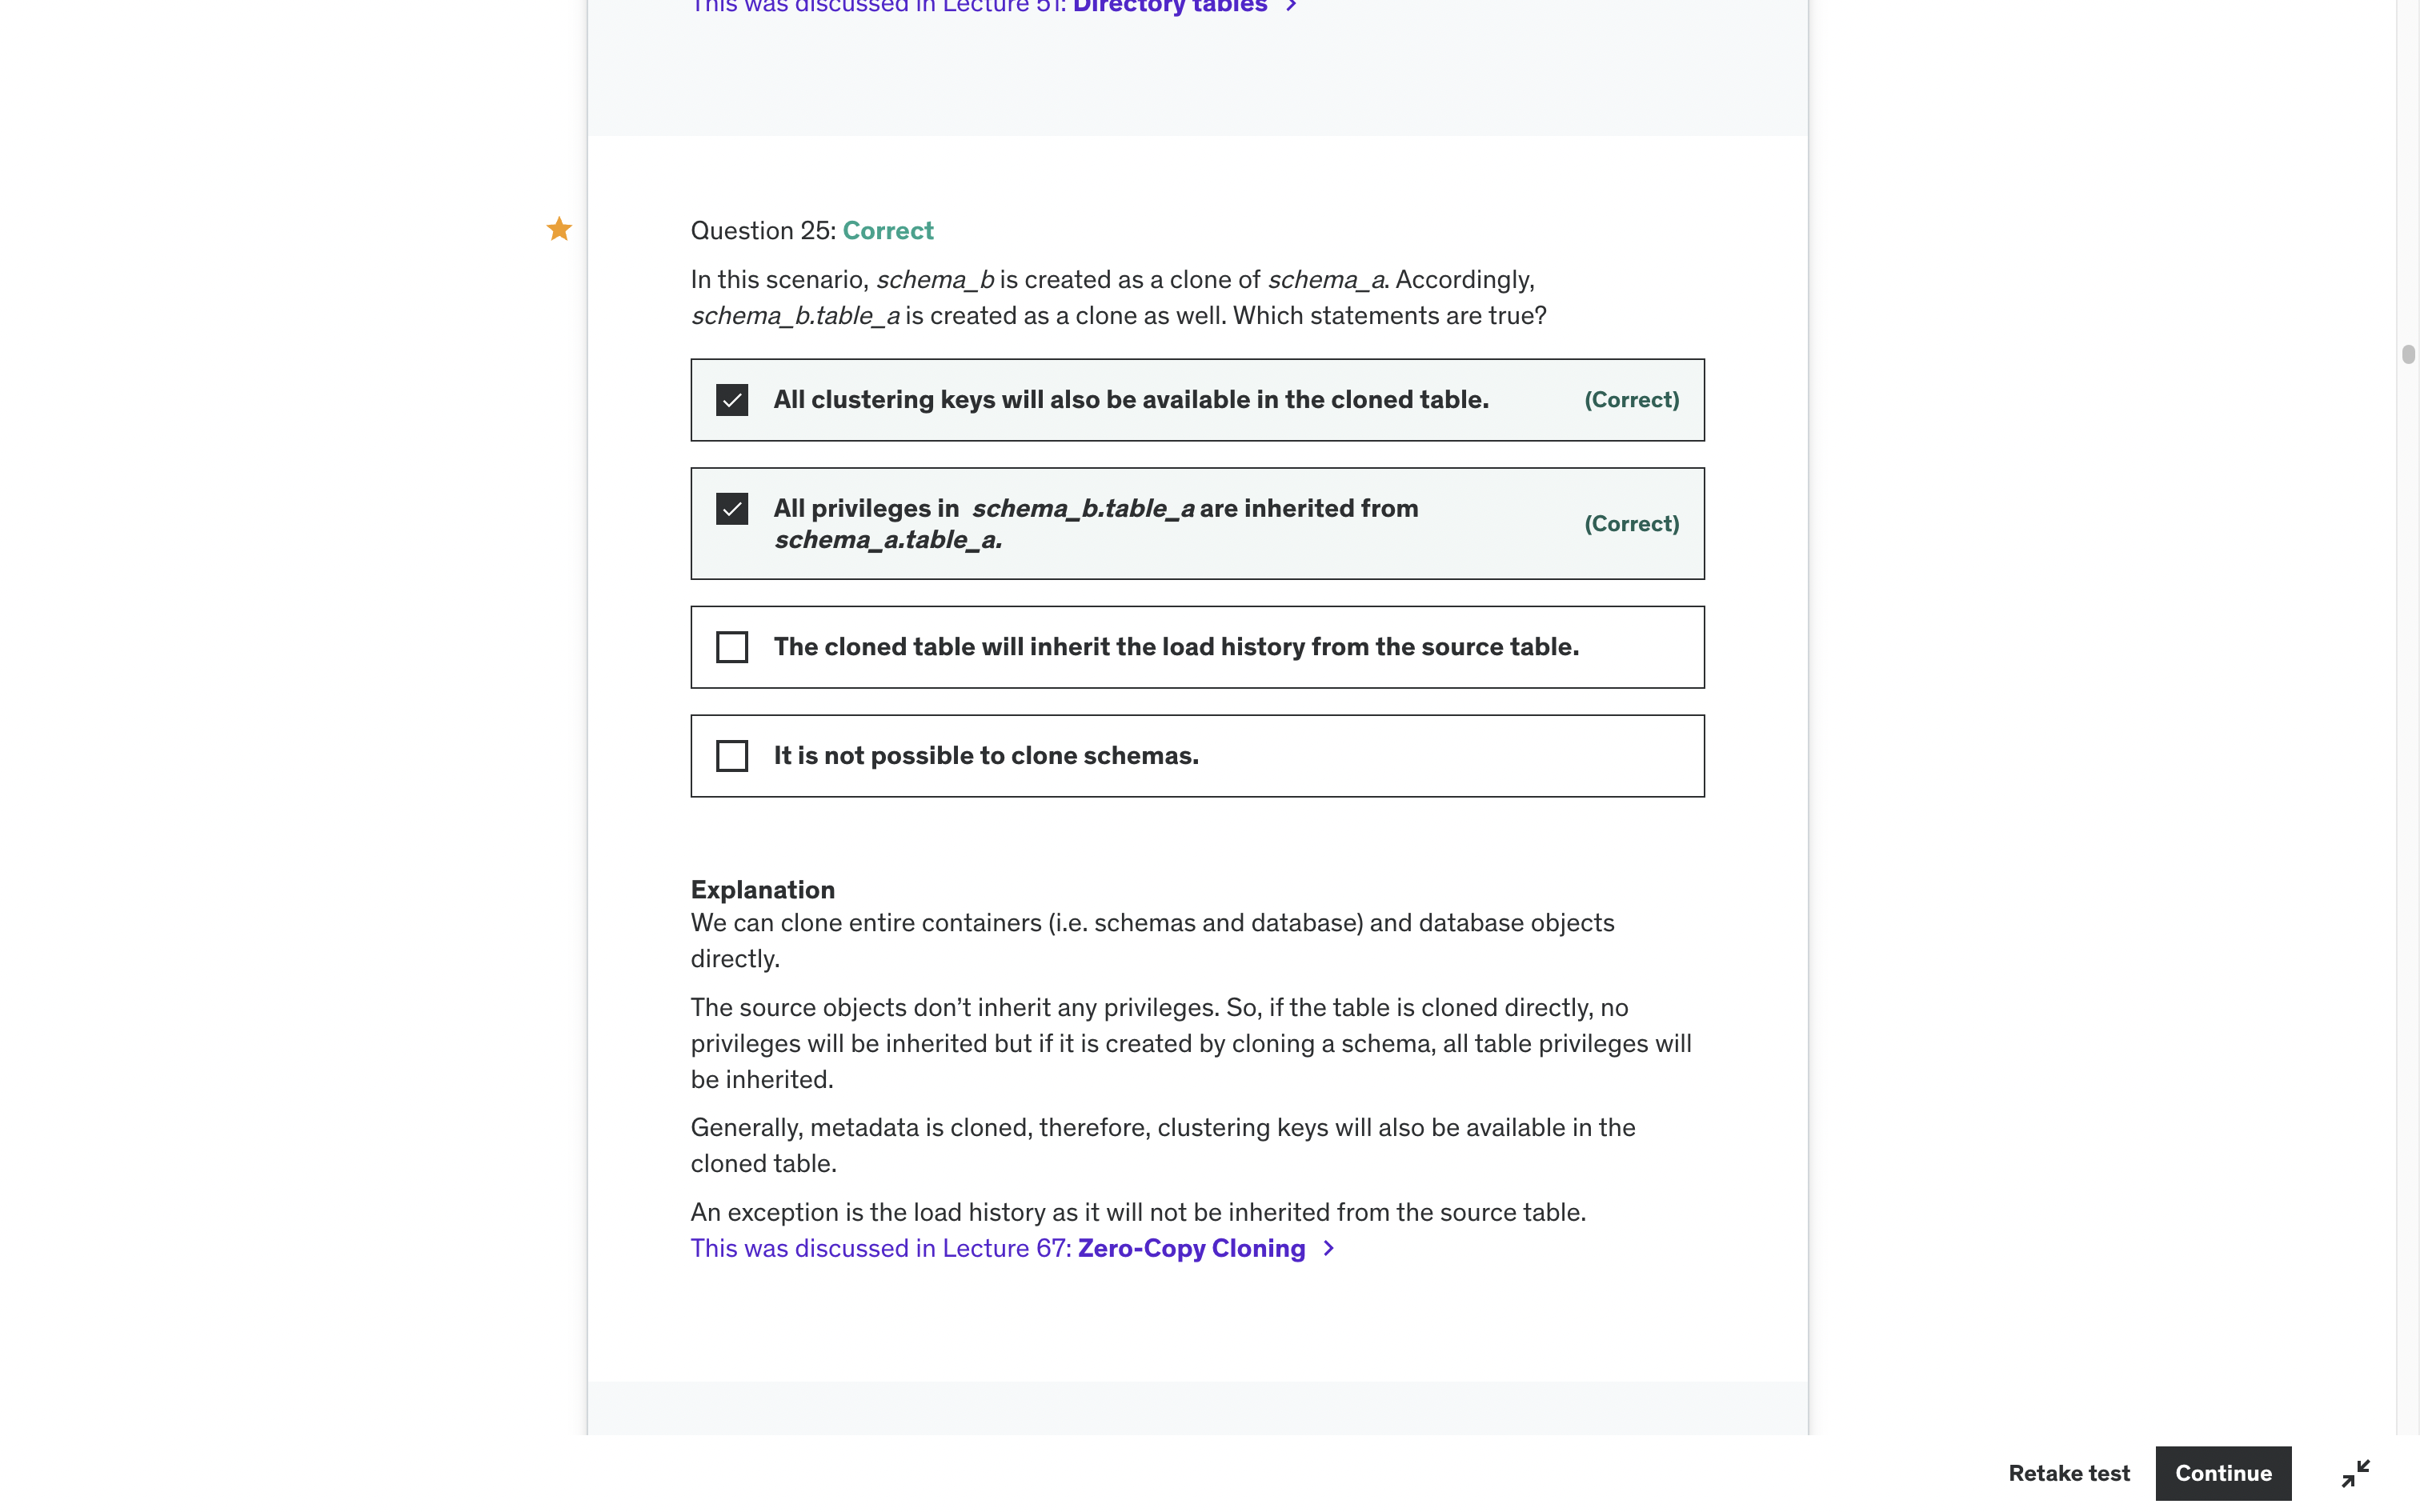 This was discussed in Lecture 51: Directory tables
Question 25: Correct
In this scenario, schema_b is created as a clone of schema_a. Accordingly,
schema_b.table_a is created as a clone as well. Which statements are true?
All clustering keys will also be available in the cloned table. (Correct)
All privileges in schema_b.table_a are inherited from
schema_a.table_a.
(Correct)
The cloned table will inherit the load history from the source table.
It is not possible to clone schemas.
Explanation
We can clone entire containers (i.e. schemas and database) and database objects
directly.
The source objects don’t inherit any privileges. So, if the table is cloned directly, no
privileges will be inherited but if it is created by cloning a schema, all table privileges will
be inherited.
Generally, metadata is cloned, therefore, clustering keys will also be available in the
cloned table.
An exception is the load history as it will not be inherited from the source table.
This was discussed in Lecture 67: Zero-Copy Cloning
Retake test
Continue